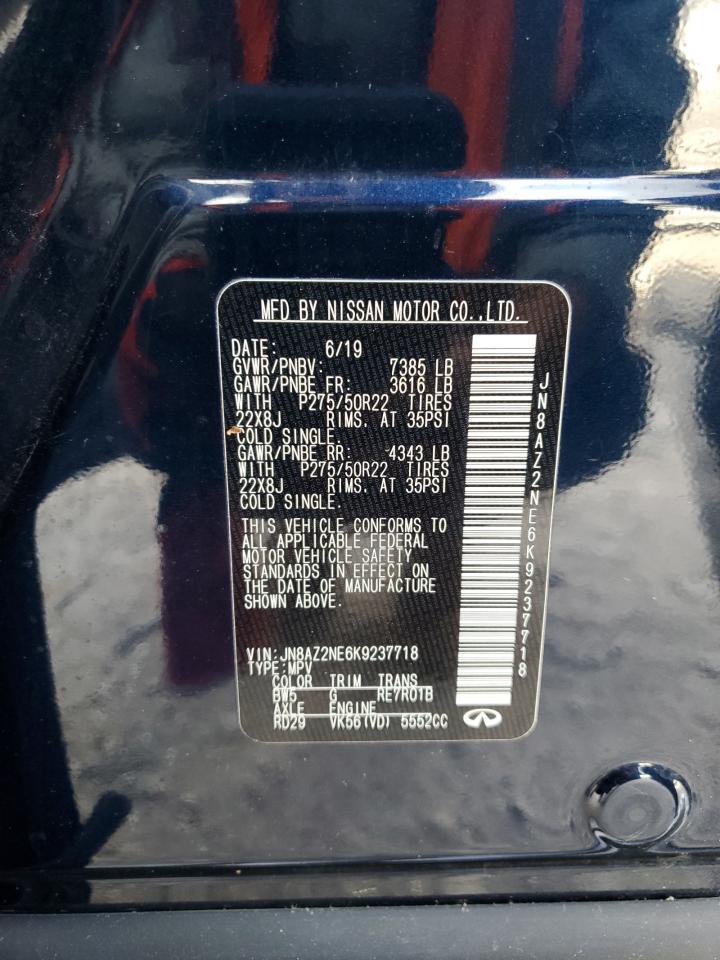 MFD BY NISSAN MOTOR CO.,LTD.
DATE: 6/19
GVWR/PNBV: 7385 LB
GAWR/PNBE FR: 3616 LB
WITH P275/50R22 TIRES
22X8J RIMS. AT 35PSI
COLD SINGLE.
GAWR/PNBE RR: 4343 LB
WITH P275/50R22 TIRES
22X8J RIMS. AT 35PSI
COLD SINGLE.
THIS VEHICLE CONFORMS TO
ALL APPLICABLE FEDERAL
MOTOR VEHICLE SAFETY
STANDARDS IN EFFECT ON
THE DATE OF MANUFACTURE
SHOWN ABOVE.
VIN:JN8AZ2NE6K9237718
TYPE:MPV
COLOR TRIM TRANS
BW5 G RE7R01B
AXLE ENGINE
RD29 VK56(VD) 5552CC
JN8AZ2NE6K9237718